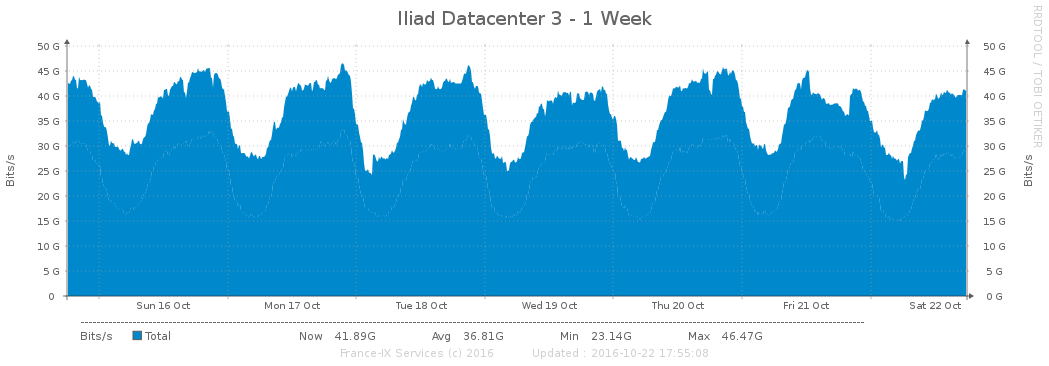 Iliad Datacenter 3 - 1 Week
RRDTOOL / TOBI OETIKER
Bits/s
50 G 50 G
45 G 45 G
40 G 40 G
35 G 35 G
30 G 30 G
25 G 25 G
20 G 20 G
15 G 15 G
10 G 10 G
5 G 5 G
0 0 G
Bits/s
Sun 16 Oct Mon 17 Oct Tue 18 Oct Wed 19 Oct Thu 20 Oct Fri 21 Oct Sat 22 Oct
Bits/s Total Now 41.89G Avg 36.81G Min 23.14G Max 46.47G
France-IX Services (c) 2016 Updated : 2016-10-22 17:55:08